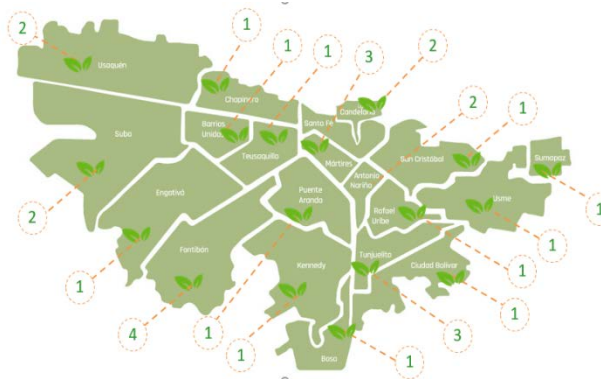 2
1
1
1
3
2
2
1
1
1
1
1
3
1
1
1
4
1
2
Usaquén
Chapinero
Santa Fé
Candelaria
Suba
Barrios
Unidos
Teusaquillo
Mártires
San Cristóbal
Sumapaz
Engativá
Antonio
Nariño
Puente
Aranda
Rafael
Uribe
Usme
Fontibón
Kennedy
Tunjuelito
Ciudad Bolívar
Bosa